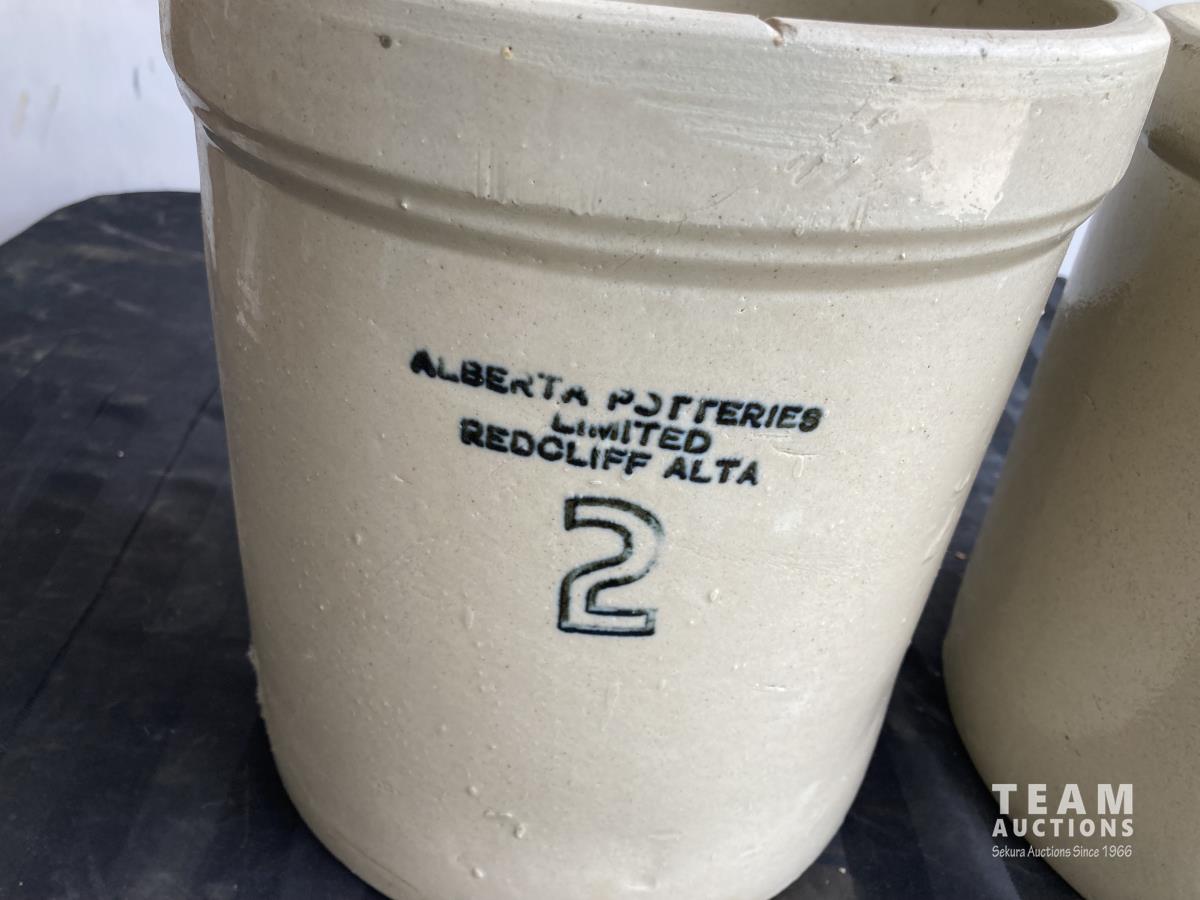 ALBERTA POTTERIES
LIMITED
REDCLIFF ALTA
2
TEAM
AUCTIONS
Sekura Auctions Since 1966